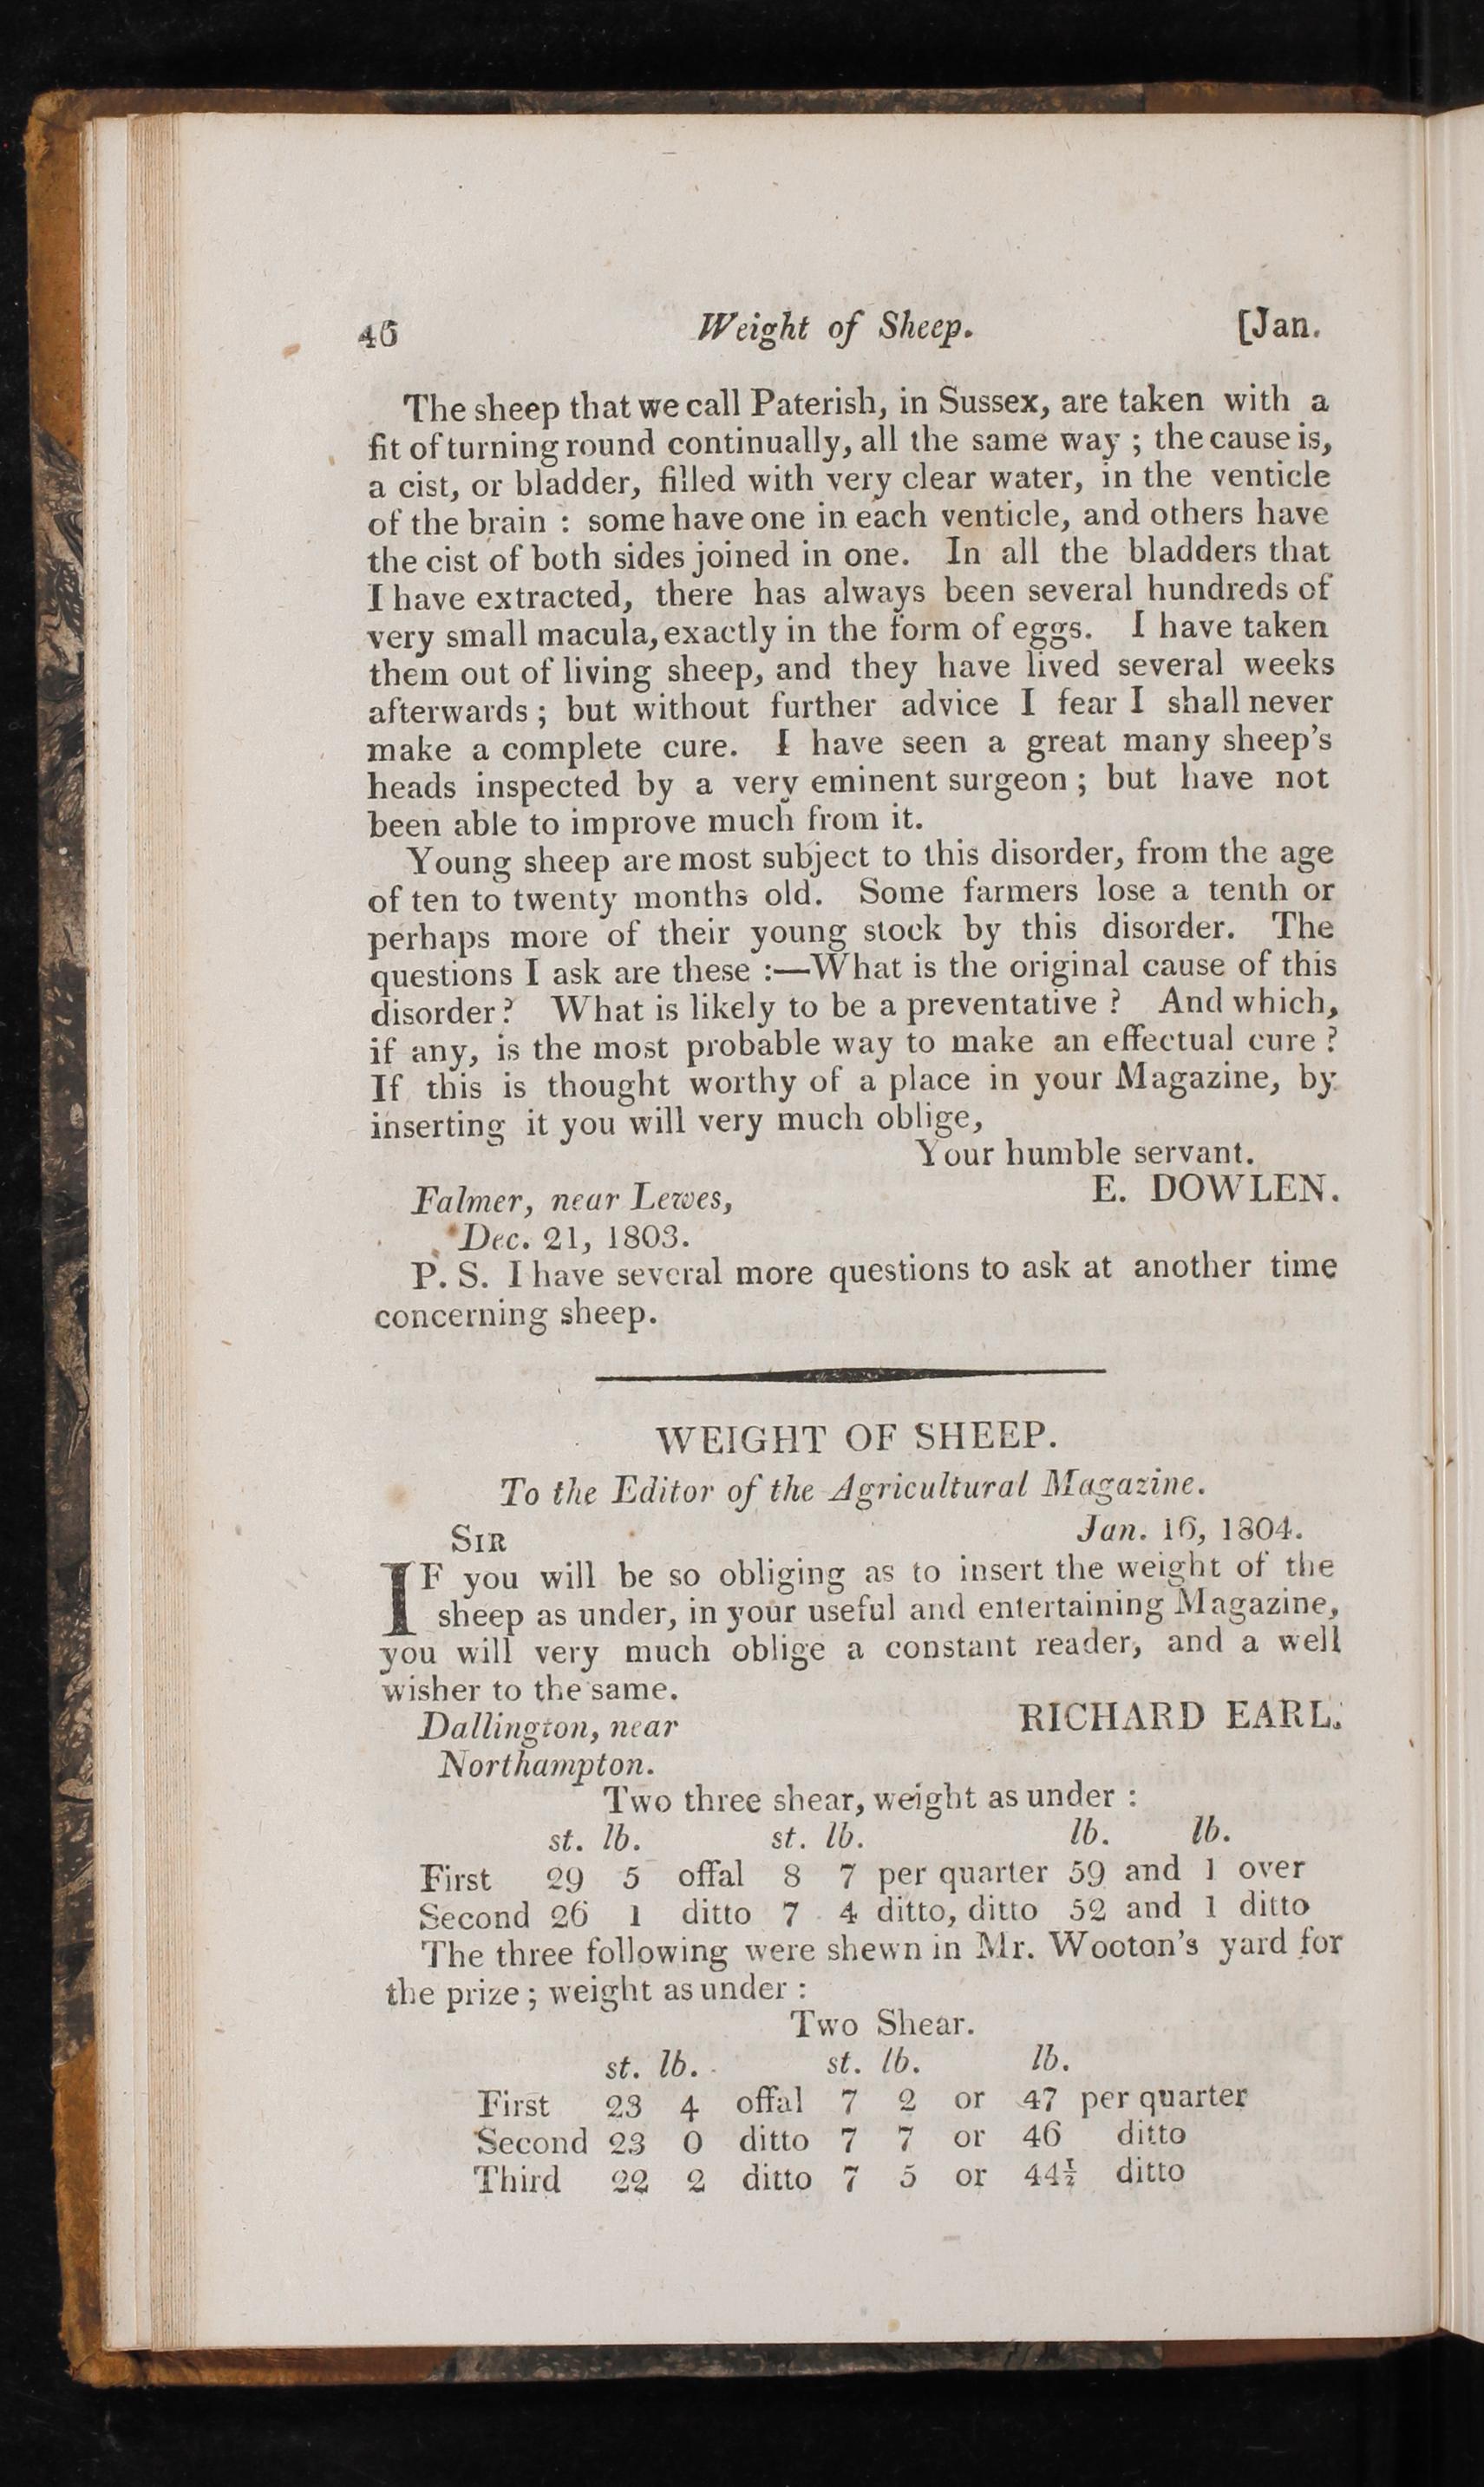 46 Weight of Sheep. [Jan.
The sheep that we call Paterish, in Sussex, are taken with a
fit of turning round continually, all the same way ; the cause is,
a cist, or bladder, filled with very clear water, in the venticle
of the brain : some have one in each venticle, and others have
the cist of both sides joined in one. In all the bladders that
I have extracted, there has always been several hundreds of
very small macula, exactly in the form of eggs. I have taken
them out of living sheep, and they have lived several weeks
afterwards ; but without further advice I fear I shall never
make a complete cure. I have seen a great many sheep's
heads inspected by a very eminent surgeon ; but have not
been able to improve much from it.
Young sheep are most subject to this disorder, from the age
of ten to twenty months old. Some farmers lose a tenth or
perhaps more of their young stock by this disorder. The
questions I ask are these :—What is the original cause of this
disorder? What is likely to be a preventative ? And which,
if any, is the most probable way to make an effectual cure ?
If this is thought worthy of a place in your Magazine, by
inserting it you will very much oblige,
Your humble servant.
E. DOWLEN.
Falmer, near Lewes,
Dec. 21, 1803.
P. S. I have several more questions to ask at another time
concerning sheep.
WEIGHT OF SHEEP.
To the Editor of the Agricultural Magazine.
SIR Jan. 16, 1804.
IF you will be so obliging as to insert the weight of the
sheep as under, in your useful and entertaining Magazine,
you will very much oblige a constant reader, and a well
wisher to the same.
RICHARD EARL.
Dallington, near
Northampton.
Two three shear, weight as under :
st. lb. st. lb. lb. lb.
First 29 5 offal 8 7 per quarter 59 and 1 over
Second 26 1 ditto 7 4 ditto, ditto 52 and 1 ditto
The three following were shewn in Mr. Wooton's yard for
the prize ; weight as under :
Two Shear.
st. lb. st. lb. lb.
First 23 4 offal 7 2 or 47 per quarter
Second 23 0 ditto 7 7 or 46 ditto
Third 22 2 ditto 7 5 or 44½ ditto